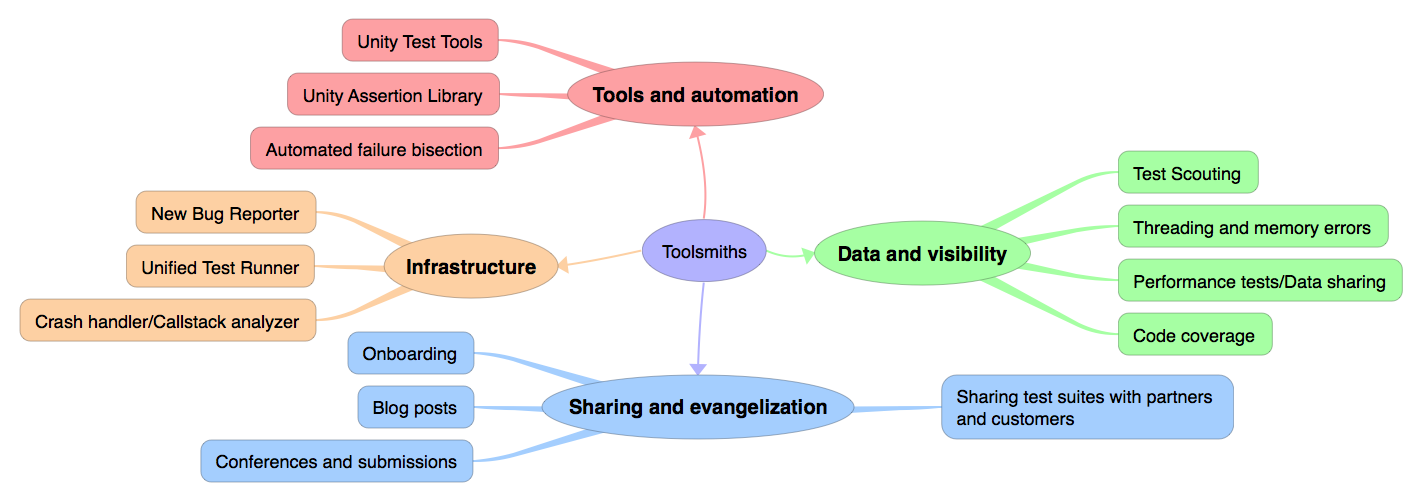 Unity Test Tools
Unity Assertion Library
Automated failure bisection
Tools and automation
New Bug Reporter
Unified Test Runner
Crash handler/Callstack analyzer
Infrastructure
Toolsmiths
Data and visibility
Test Scouting
Threading and memory errors
Performance tests/Data sharing
Code coverage
Onboarding
Blog posts
Conferences and submissions
Sharing and evangelization
Sharing test suites with partners
and customers